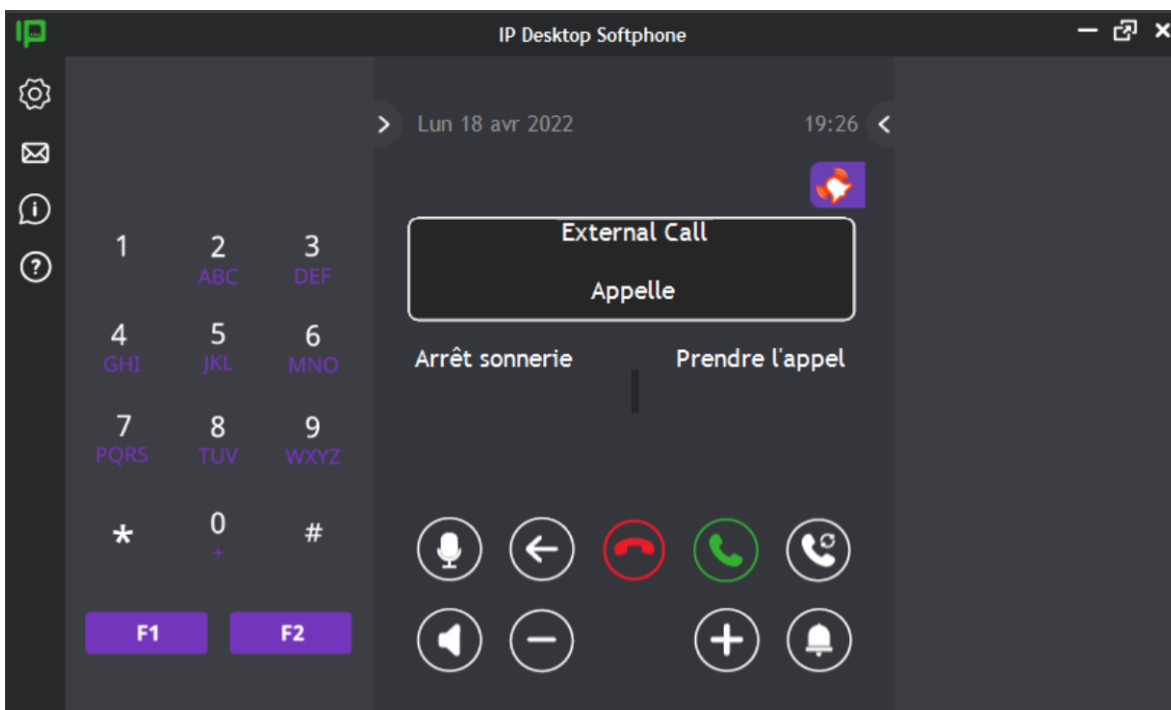 IP Desktop Softphone
Lun 18 avr 2022 19:26
External Call
Appelle
Arrêt sonnerie Prendre l'appel
1 2 3
ABC DEF
4 5 6
GHI JKL MNO
7 8 9
PQRS TUV WXYZ
* 0 #
+
F1 F2